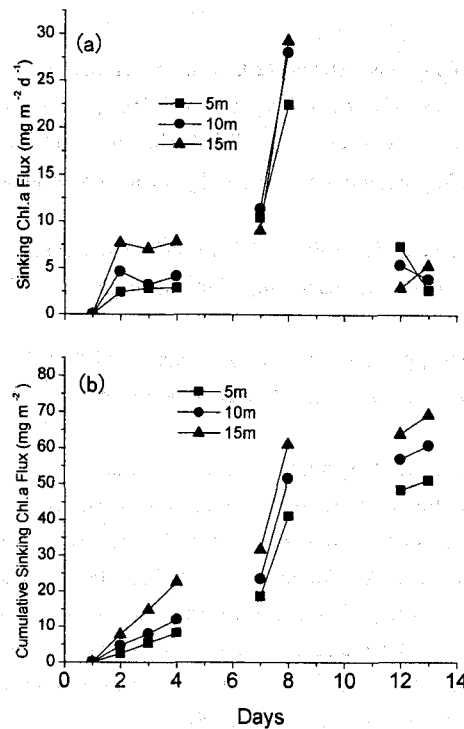 (a)
30
25
20
15
10
5
0
Sinking Chl.a Flux (mg m⁻² d⁻¹)
5m
10m
15m
(b)
80
70
60
50
40
30
20
10
0
Cumulative Sinking Chl.a Flux (mg m⁻²)
5m
10m
15m
0 2 4 6 8 10 12 14
Days